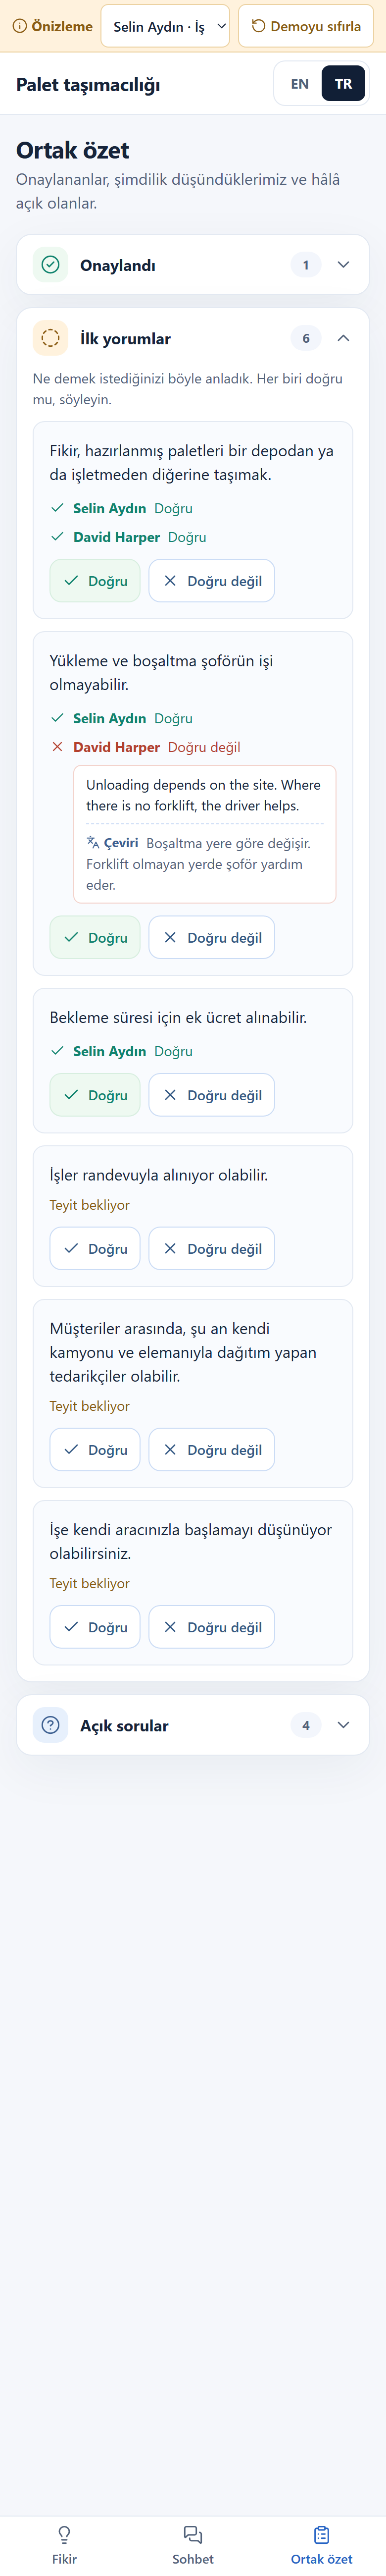 Önizleme
Selin Aydın · İş
Demoyu sıfırla
Palet taşımacılığı
EN
TR
Ortak özet
Onaylananlar, şimdilik düşündüklerimiz ve hâlâ
açık olanlar.
Onaylandı
1
İlk yorumlar
6
Ne demek istediğinizi böyle anladık. Her biri doğru
mu, söyleyin.
Fikir, hazırlanmış paletleri bir depodan ya
da işletmeden diğerine taşımak.
Selin Aydın Doğru
David Harper Doğru
Doğru
Doğru değil
Yükleme ve boşaltma şoförün işi
olmayabilir.
Selin Aydın Doğru
David Harper Doğru değil
Unloading depends on the site. Where
there is no forklift, the driver helps.
Çeviri Boşaltma yere göre değişir.
Forklift olmayan yerde şoför yardım
eder.
Doğru
Doğru değil
Bekleme süresi için ek ücret alınabilir.
Selin Aydın Doğru
Doğru
Doğru değil
İşler randevuyla alınıyor olabilir.
Teyit bekliyor
Doğru
Doğru değil
Müşteriler arasında, şu an kendi
kamyonu ve elemanıyla dağıtım yapan
tedarikçiler olabilir.
Teyit bekliyor
Doğru
Doğru değil
İşe kendi aracınızla başlamayı düşünüyor
olabilirsiniz.
Teyit bekliyor
Doğru
Doğru değil
Açık sorular
4
Fikir
Sohbet
Ortak özet